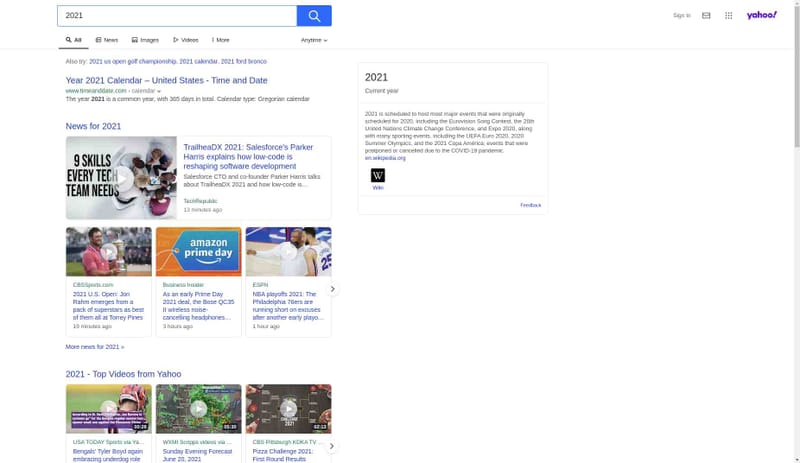 2021
Sign in
yahoo!
All
News
Images
Videos
More
Anytime
Also try: 2021 us open golf championship, 2021 calendar, 2021 ford bronco
Year 2021 Calendar – United States - Time and Date
www.timeanddate.com › calendar
The year 2021 is a common year, with 365 days in total. Calendar type: Gregorian calendar
News for 2021
9 SKILLS
EVERY TECH
TEAM NEEDS
TrailheaDX 2021: Salesforce's Parker
Harris explains how low-code is
reshaping software development
Salesforce CTO and co-founder Parker Harris talks
about TrailheaDX 2021 and how low-code is…
TechRepublic
13 minutes ago
amazon
prime day
CBSSports.com
2021 U.S. Open: Jon
Rahm emerges from a
pack of superstars as best
of them all at Torrey Pines
10 minutes ago
Business Insider
As an early Prime Day
2021 deal, the Bose QC35
II wireless noise-
cancelling headphones…
3 hours ago
ESPN
NBA playoffs 2021: The
Philadelphia 76ers are
running short on excuses
after another early playo…
1 hour ago
More news for 2021 »
2021 - Top Videos from Yahoo
00:28
USA TODAY Sports via Ya…
Bengals' Tyler Boyd again
embracing underdog role
WXMI Scripps videos via …
Sunday Evening Forecast
June 20, 2021
CHALLENGE
2021
02:13
CBS Pittsburgh KDKA TV …
Pizza Challenge 2021:
First Round Results
2021
Current year
2021 is scheduled to host most major events that were originally
scheduled for 2020, including the Eurovision Song Contest, the 26th
United Nations Climate Change Conference, and Expo 2020, along
with many sporting events, including the UEFA Euro 2020, 2020
Summer Olympics, and the 2021 Copa América; events that were
postponed or canceled due to the COVID-19 pandemic.
en.wikipedia.org
W
Wiki
Feedback